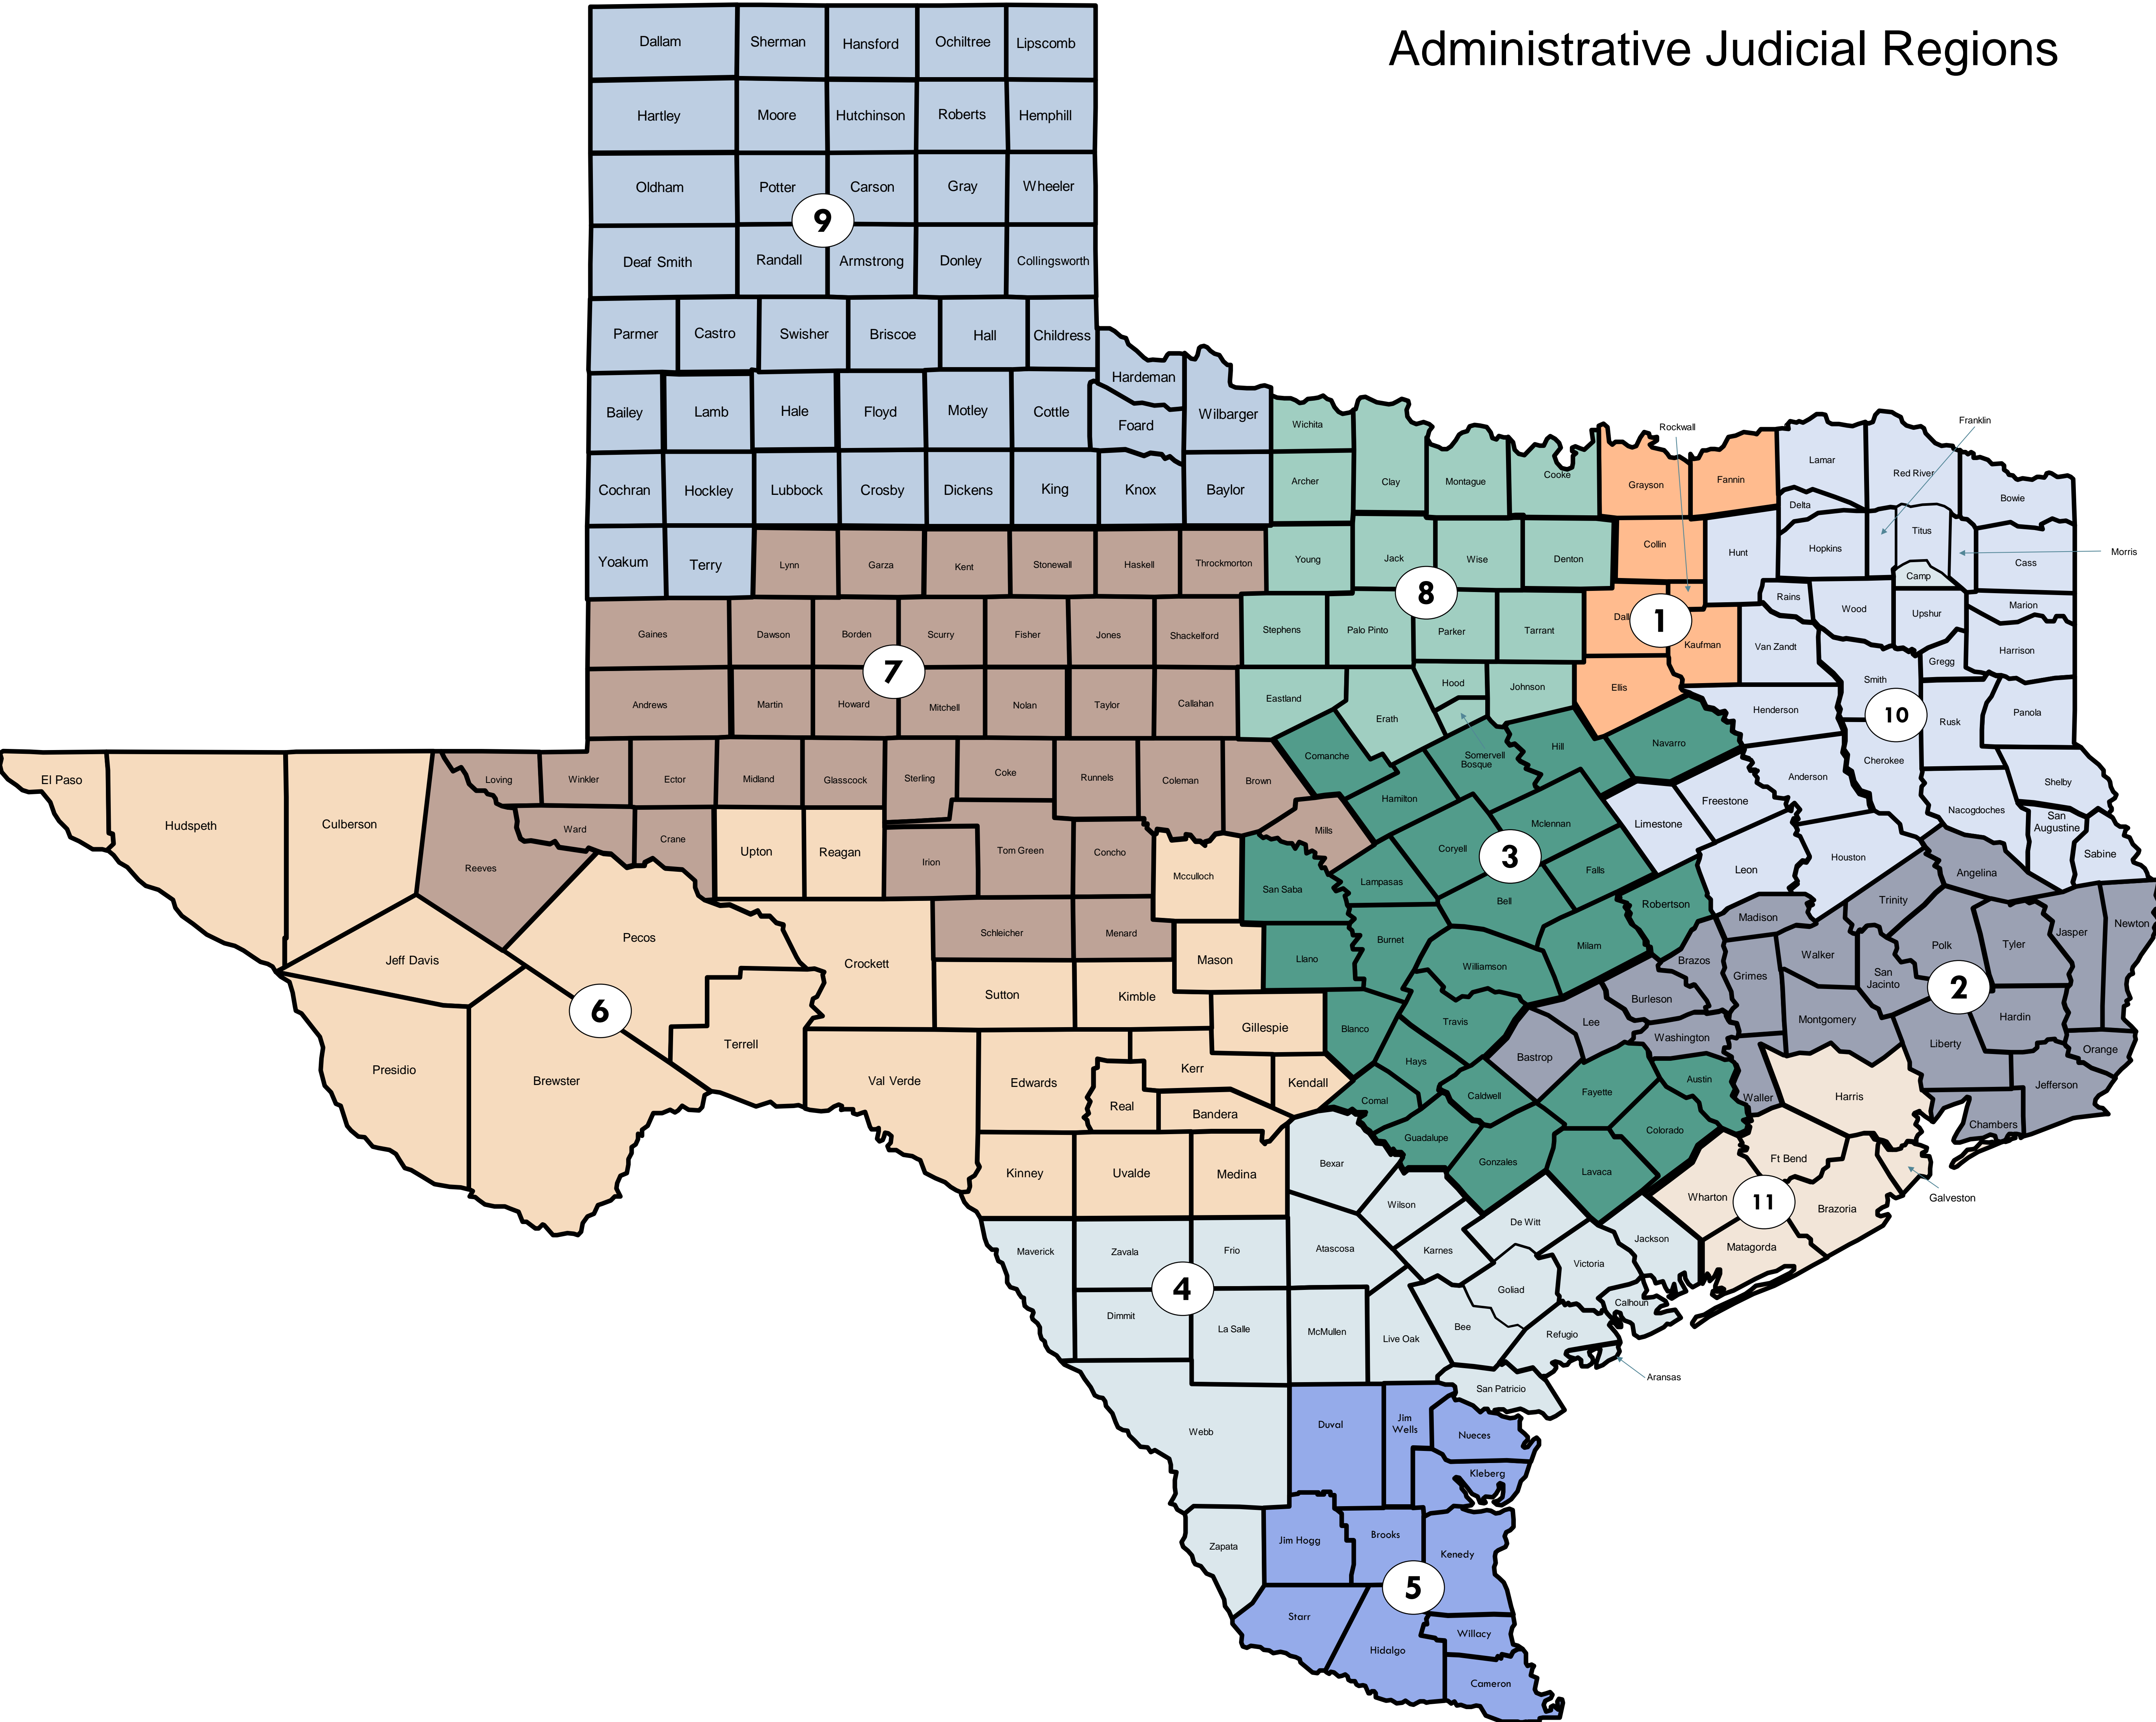 Administrative Judicial Regions
Dallam
Sherman
Hansford
Ochiltree
Lipscomb
Hartley
Moore
Hutchinson
Roberts
Hemphill
Oldham
Potter
Carson
Gray
Wheeler
9
Deaf Smith
Randall
Armstrong
Donley
Collingsworth
Parmer
Castro
Swisher
Briscoe
Hall
Childress
Hardeman
Bailey
Lamb
Hale
Floyd
Motley
Cottle
Foard
Wilbarger
Wichita
Cochran
Hockley
Lubbock
Crosby
Dickens
King
Knox
Baylor
Archer
Clay
Montague
Cooke
Grayson
Fannin
Rockwall
Franklin
Lamar
Red River
Bowie
Delta
Titus
Morris
Yoakum
Terry
Lynn
Garza
Kent
Stonewall
Haskell
Throckmorton
Young
Jack
Wise
Denton
Collin
Hunt
Hopkins
Camp
Cass
8
1
Gaines
Dawson
Borden
Scurry
Fisher
Jones
Shackelford
Stephens
Palo Pinto
Parker
Tarrant
Dall
Kaufman
Rains
Wood
Upshur
Marion
Van Zandt
Gregg
Harrison
7
Andrews
Martin
Howard
Mitchell
Nolan
Taylor
Callahan
Eastland
Erath
Hood
Johnson
Ellis
Henderson
Smith
10
Rusk
Panola
El Paso
Hudspeth
Culberson
Loving
Winkler
Ector
Midland
Glasscock
Sterling
Coke
Runnels
Coleman
Brown
Comanche
Somervell
Bosque
Hill
Navarro
Anderson
Cherokee
Shelby
Reeves
Ward
Crane
Upton
Reagan
Irion
Tom Green
Concho
Mcculloch
Mills
Hamilton
Mclennan
Limestone
Freestone
Nacogdoches
San
Augustine
Sabine
San Saba
Lampasas
Coryell
3
Falls
Leon
Houston
Angelina
Jeff Davis
Pecos
Crockett
Schleicher
Menard
Mason
Llano
Burnet
Bell
Milam
Robertson
Madison
Trinity
Polk
Tyler
Jasper
Newton
6
Sutton
Kimble
Gillespie
Blanco
Williamson
Travis
Brazos
Burleson
Grimes
Walker
San
Jacinto
2
Hardin
Presidio
Brewster
Terrell
Val Verde
Edwards
Kerr
Real
Bandera
Kendall
Hays
Bastrop
Lee
Washington
Montgomery
Liberty
Orange
Jefferson
Comal
Caldwell
Fayette
Austin
Waller
Harris
Chambers
Kinney
Uvalde
Medina
Bexar
Guadalupe
Gonzales
Colorado
Lavaca
Ft Bend
Wharton
11
Brazoria
Galveston
Matagorda
Maverick
Zavala
Frio
Atascosa
Wilson
Karnes
De Witt
Jackson
Victoria
4
Dimmit
La Salle
McMullen
Live Oak
Bee
Goliad
Calhoun
Refugio
Aransas
San Patricio
Webb
Duval
Jim
Wells
Nueces
Kleberg
Zapata
Jim Hogg
Brooks
Kenedy
5
Starr
Hidalgo
Willacy
Cameron